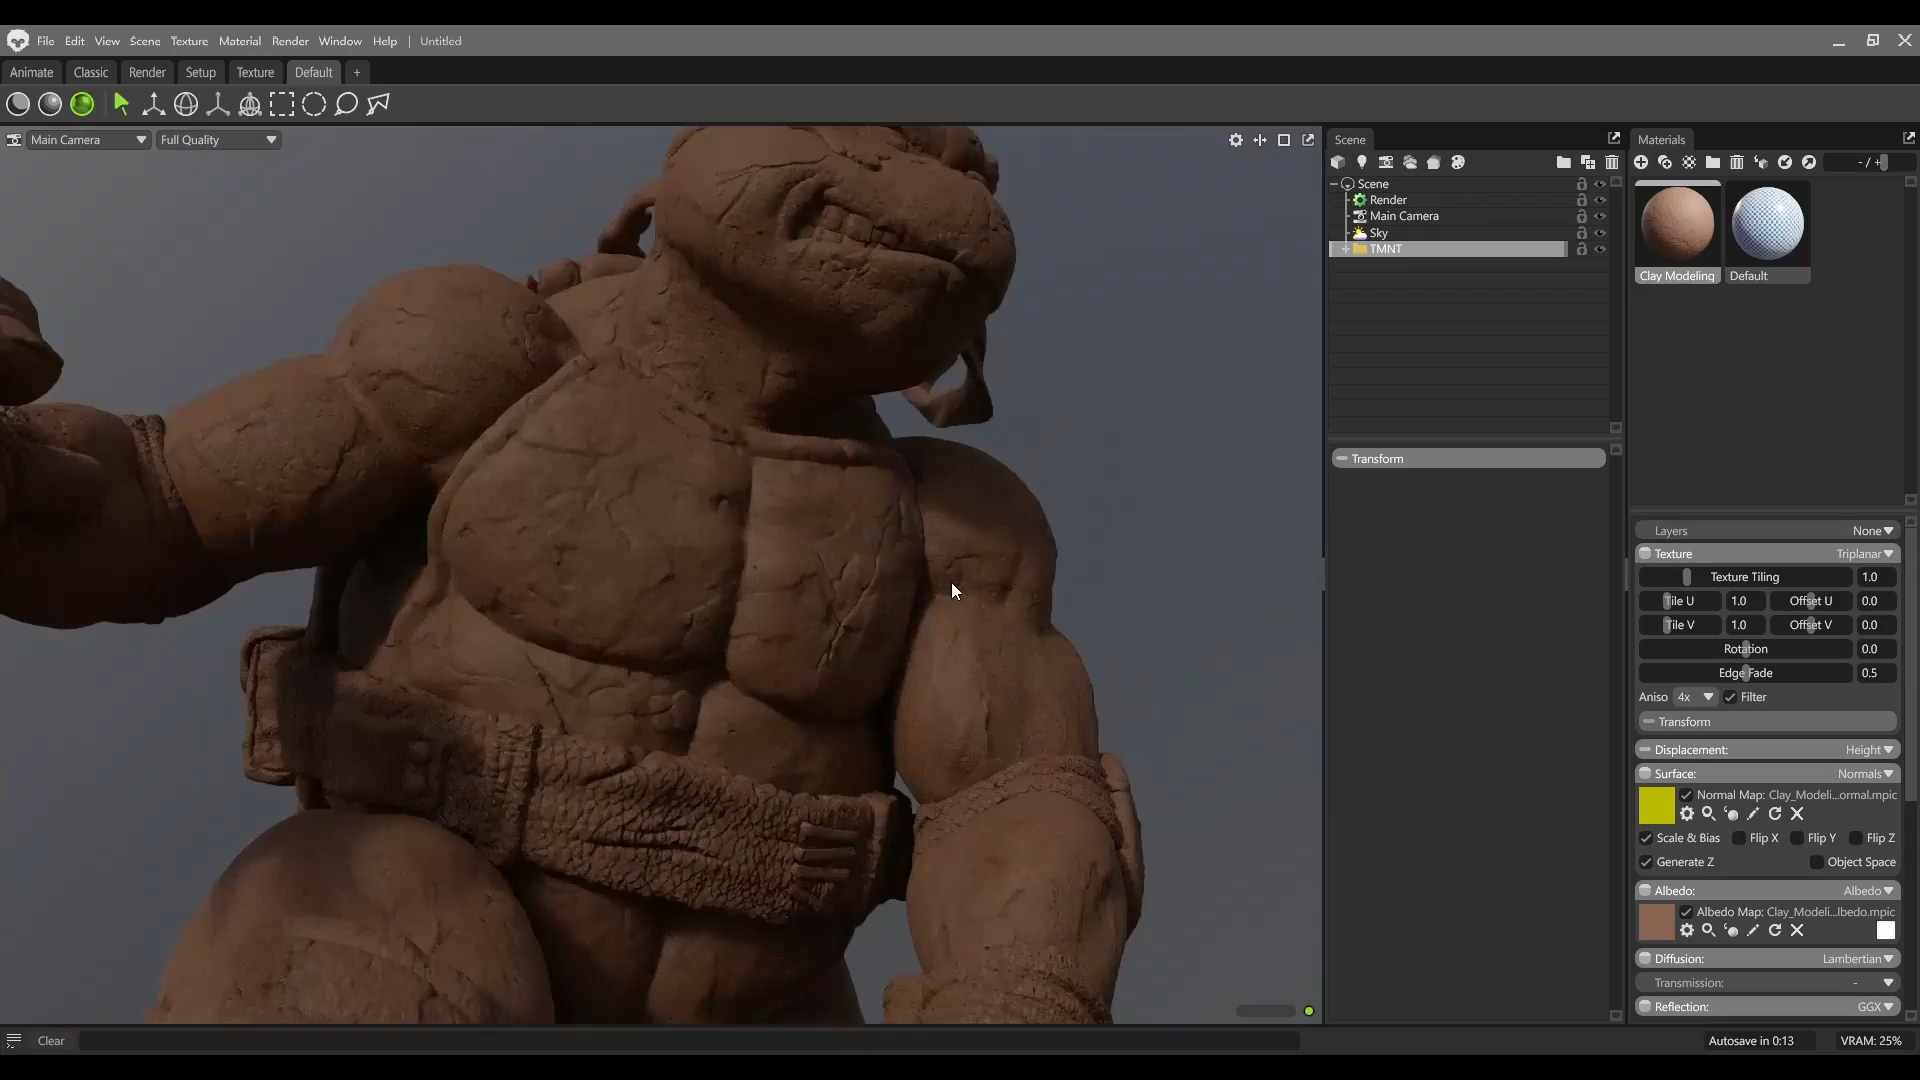 File Edit View Scene Texture Material Render Window Help | Untitled
Animate Classic Render Setup Texture Default +
Main Camera Full Quality
Scene
Scene
Render
Main Camera
Sky
TMNT
Transform
Materials
- / +
Clay Modeling Default
Layers None
Texture Triplanar
Texture Tiling 1.0
Tile U 1.0 Offset U 0.0
Tile V 1.0 Offset V 0.0
Rotation 0.0
Edge Fade 0.5
Aniso 4x Filter
Transform
Displacement: Height
Surface: Normals
Normal Map: Clay_Modeli...ormal.mpic
Scale & Bias Flip X Flip Y Flip Z
Generate Z Object Space
Albedo: Albedo
Albedo Map: Clay_Modeli...lbedo.mpic
Diffusion: Lambertian
Transmission: -
Reflection: GGX
Clear
Autosave in 0:13 VRAM: 25%